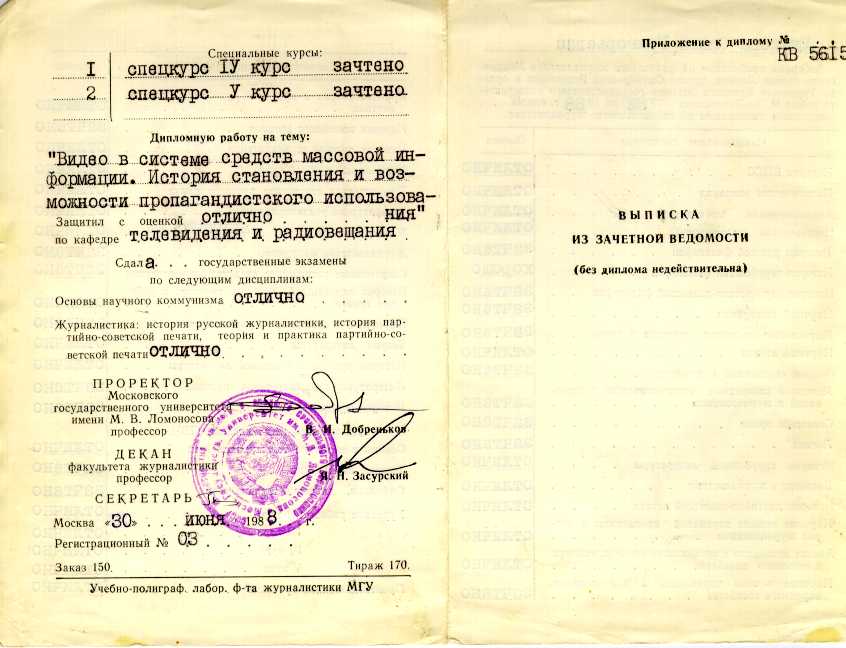 Специальные курсы:
I спецкурс IУ курс зачтено
2 спецкурс У курс зачтено.
Дипломную работу на тему:
"Видео в системе средств массовой ин-
формации. История становления и воз-
можности пропагандистского использова-
ния"
Защитил с оценкой отлично . . . . . .
по кафедре телевидения и радиовещания .
Сдала. . . государственные экзамены
по следующим дисциплинам:
Основы научного коммунизма отлично . . . . .
Журналистика: история русской журналистики, история пар-
тийно-советской печати, теория и практика партийно-со-
ветской печати отлично. . . . . . . . . .
ПРОРЕКТОР
Московского
государственного университета
имени М. В. Ломоносова
профессор В. И. Добреньков
ДЕКАН
факультета журналистики
профессор Я. Н. Засурский
СЕКРЕТАРЬ
Москва «30» . . . июня. 1988 г.
Регистрационный № 03 . . . . .
Заказ 150. Тираж 170.
Учебно-полиграф. лабор. ф-та журналистики МГУ
Приложение к диплому № . . .
КВ 5615
ВЫПИСКА
ИЗ ЗАЧЕТНОЙ ВЕДОМОСТИ
(без диплома недействительна)